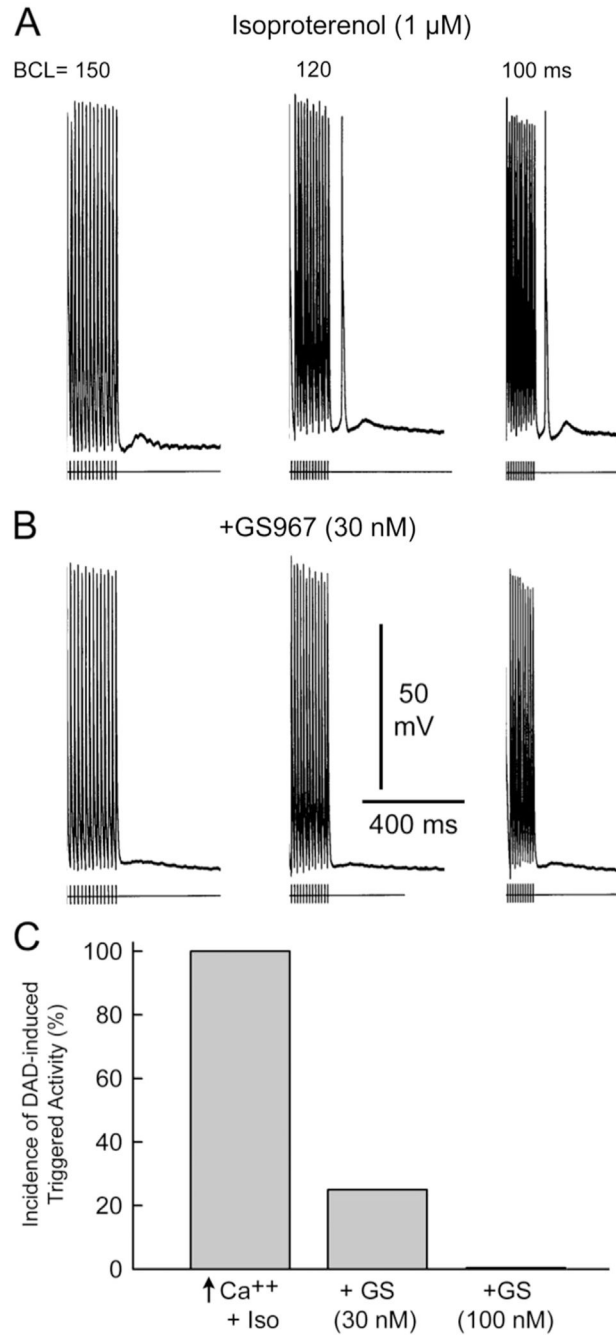 A
Isoproterenol (1 µM)
BCL= 150
120
100 ms
B
+GS967 (30 nM)
50
mV
400 ms
C
Incidence of DAD-induced
Triggered Activity (%)
100
80
60
40
20
0
↑Ca++
+ Iso
+ GS
(30 nM)
+GS
(100 nM)